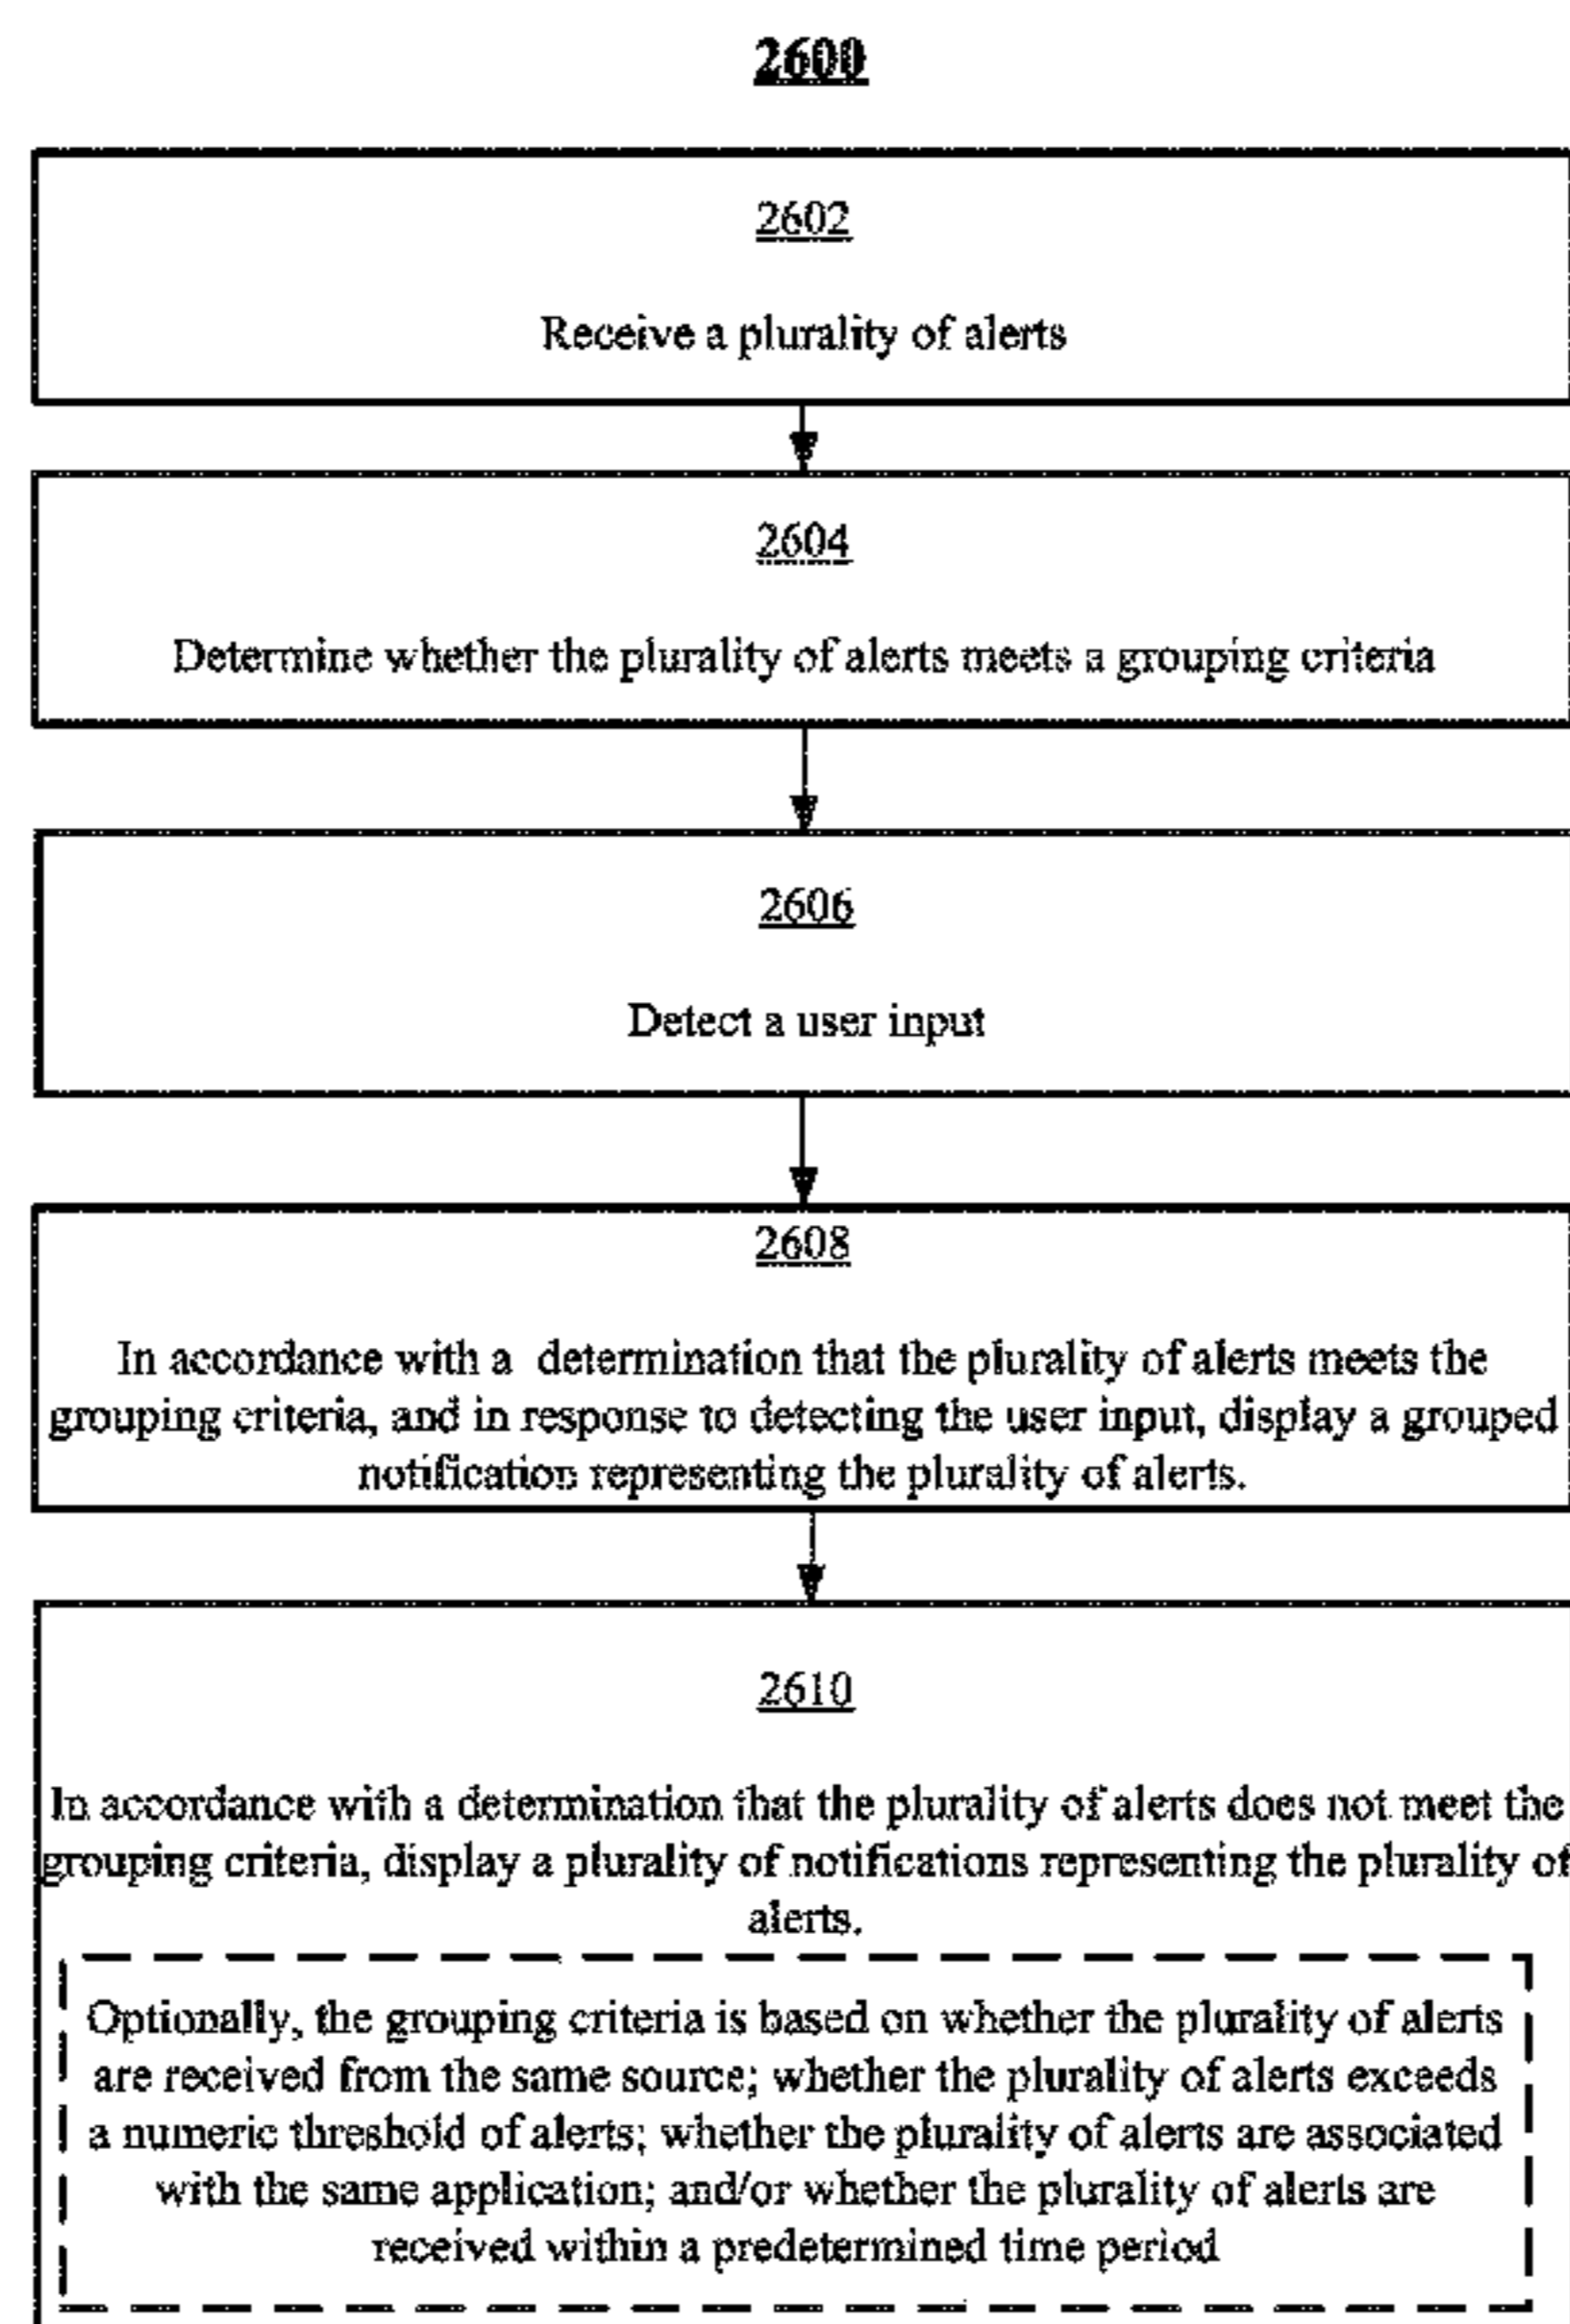 2600
2602
Receive a plurality of alerts
2604
Determine whether the plurality of alerts meets a grouping criteria
2606
Detect a user input
2608
In accordance with a determination that the plurality of alerts meets the
grouping criteria, and in response to detecting the user input, display a grouped
notification representing the plurality of alerts.
2610
In accordance with a determination that the plurality of alerts does not meet the
grouping criteria, display a plurality of notifications representing the plurality of
alerts.
Optionally, the grouping criteria is based on whether the plurality of alerts
are received from the same source; whether the plurality of alerts exceeds
a numeric threshold of alerts; whether the plurality of alerts are associated
with the same application; and/or whether the plurality of alerts are
received within a predetermined time period